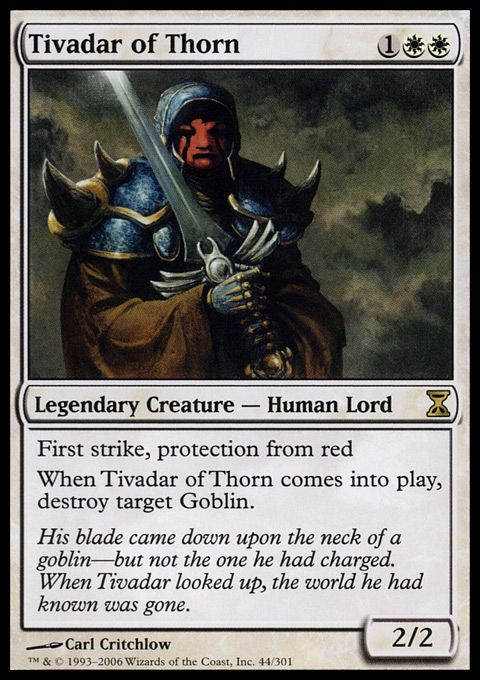 Tivadar of Thorn 1
Legendary Creature — Human Lord
First strike, protection from red
When Tivadar of Thorn comes into play,
destroy target Goblin.
His blade came down upon the neck of a
goblin—but not the one he had charged.
When Tivadar looked up, the world he had
known was gone.
Carl Critchlow
2/2
™ & © 1993–2006 Wizards of the Coast, Inc. 44/301